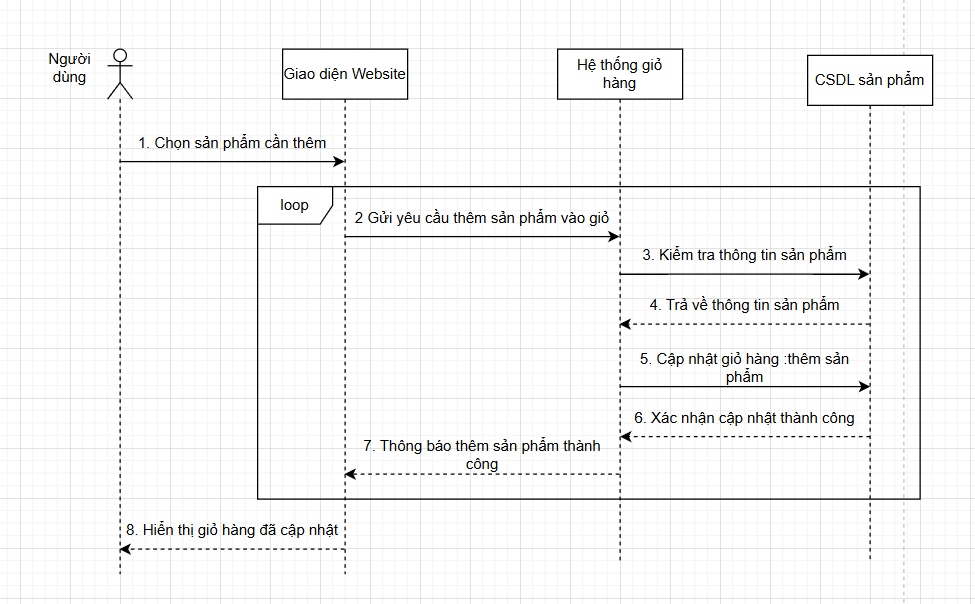 Người
dùng
Giao diện Website
Hệ thống giỏ
hàng
CSDL sản phẩm
1. Chọn sản phẩm cần thêm
loop
2 Gửi yêu cầu thêm sản phẩm vào giỏ
3. Kiểm tra thông tin sản phẩm
4. Trả về thông tin sản phẩm
5. Cập nhật giỏ hàng :thêm sản
phẩm
6. Xác nhận cập nhật thành công
7. Thông báo thêm sản phẩm thành
công
8. Hiển thị giỏ hàng đã cập nhật